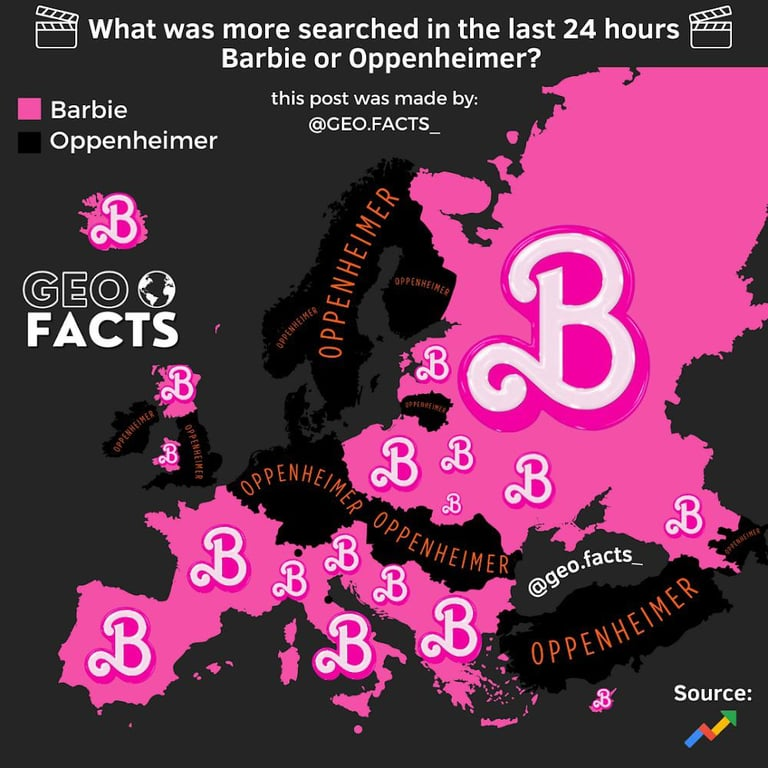 What was more searched in the last 24 hours
Barbie or Oppenheimer?
this post was made by:
@GEO.FACTS_
Barbie
Oppenheimer
B
GEO
FACTS
OPPENHEIMER
OPPENHEIMER
OPPENHEIMER
B
B
OPPENHEIMER
B
OPPENHEIMER
OPPENHEIMER
B
OPPENHEIMER
B
B
B
B
B
OPPENHEIMER
B
OPPENHEIMER
B
B
B
B
@geo.facts_
B
B
B
OPPENHEIMER
B
Source: